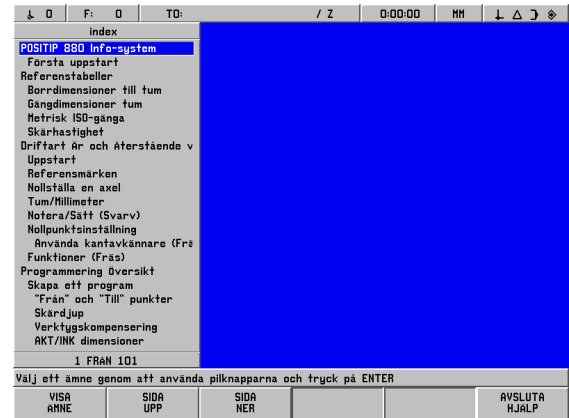 0 F: 0 TO: / Z 0:00:00 MM
index
POSITIP 880 Info-system
Första uppstart
Referenstabeller
Borrdimensioner till tum
Gängdimensioner tum
Metrisk ISO-gänga
Skärhastighet
Driftart Är och Återstående v
Uppstart
Referensmärken
Nollställa en axel
Tum/Millimeter
Notera/Sätt (Svarv)
Nollpunktsinställning
Använda kantavkännare (Frä
Funktioner (Fräs)
Programmering Översikt
Skapa ett program
"Från" och "Till" punkter
Skärdjup
Verktygskompensering
AKT/INK dimensioner
1 FRÅN 101
Välj ett ämne genom att använda pilknapparna och tryck på ENTER
VISA ÄMNE
SIDA UPP
SIDA NER
AVSLUTA HJÄLP